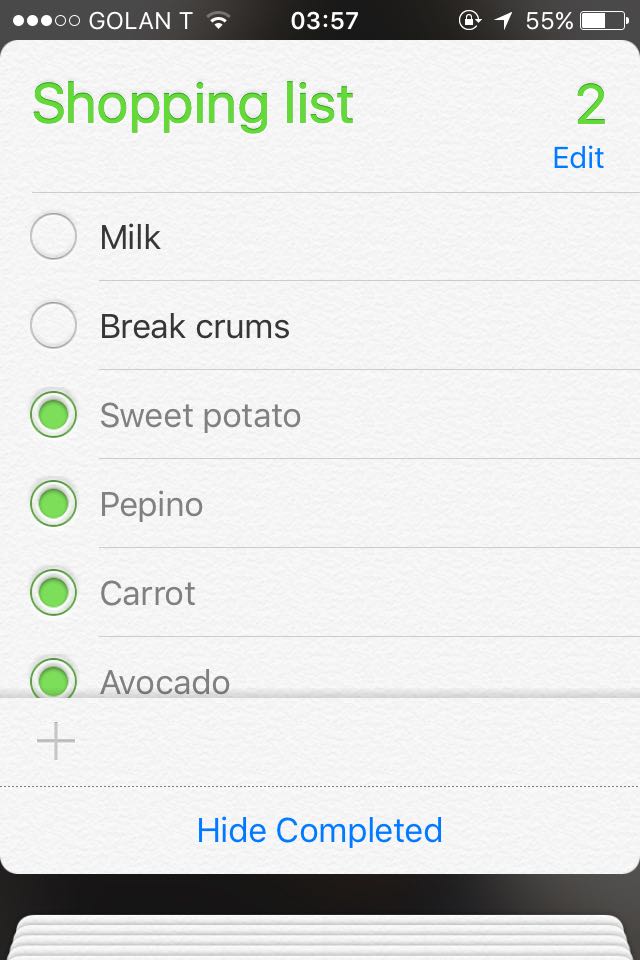 GOLAN T 03:57 55%
Shopping list 2
Edit
Milk
Break crums
Sweet potato
Pepino
Carrot
Avocado
Hide Completed